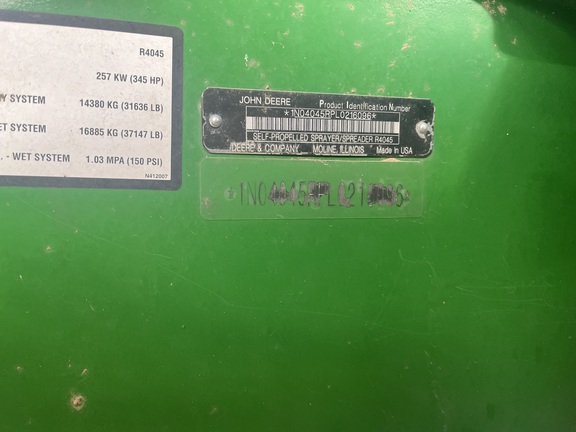 R4045
257 KW (345 HP)
SYSTEM 14380 KG (31636 LB)
ET SYSTEM 16885 KG (37147 LB)
. - WET SYSTEM 1.03 MPA (150 PSI)
N412007
JOHN DEERE Product Identification Number
*1N04045RPL0216096*
SELF-PROPELLED SPRAYER/SPREADER R4045
DEERE & COMPANY MOLINE, ILLINOIS Made in USA